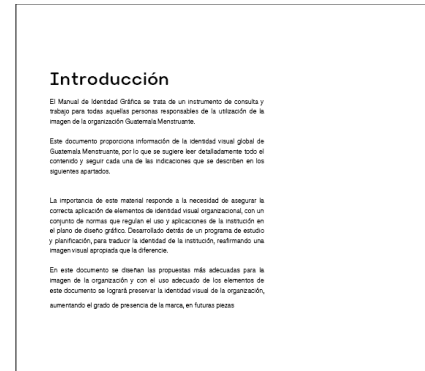 Introducción
El Manual de Identidad Gráfica se trata de un instrumento de consulta y
trabajo para todas aquellas personas responsables de la utilización de la
imagen de la organización Guatemala Menstruante.
Este documento proporciona información de la identidad visual global de
Guatemala Menstruante, por lo que se sugiere leer detalladamente todo el
contenido y seguir cada una de las indicaciones que se describen en los
siguientes apartados.
La importancia de este material responde a la necesidad de asegurar la
correcta aplicación de elementos de identidad visual organizacional, con un
conjunto de normas que regulan el uso y aplicaciones de la institución en
el plano de diseño gráfico. Desarrollado detrás de un programa de estudio
y planificación, para traducir la identidad de la institución, reafirmando una
imagen visual apropiada que la diferencie.
En este documento se diseñan las propuestas más adecuadas para la
imagen de la organización y con el uso adecuado de los elementos de
este documento se logrará preservar la identidad visual de la organización,
aumentando el grado de presencia de la marca, en futuras piezas